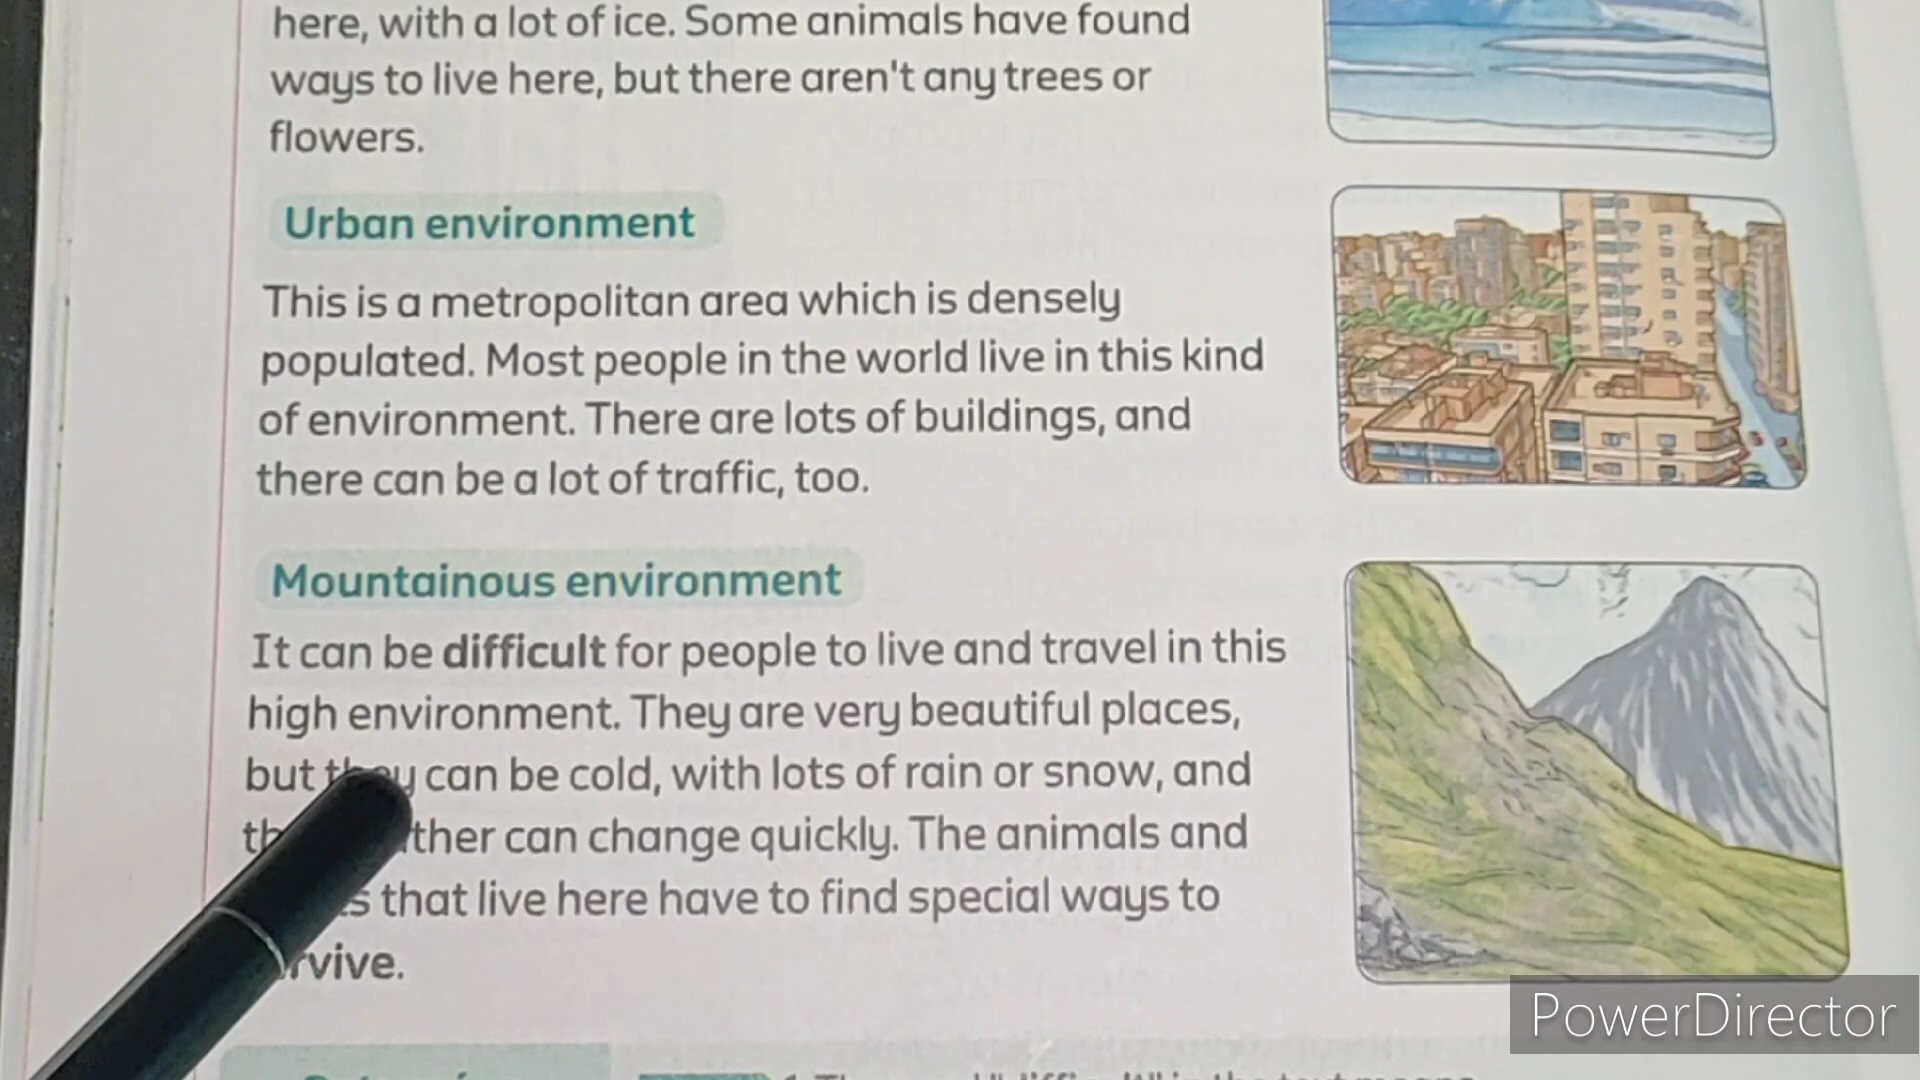 here, with a lot of ice. Some animals have found
ways to live here, but there aren't any trees or
flowers.
Urban environment
This is a metropolitan area which is densely
populated. Most people in the world live in this kind
of environment. There are lots of buildings, and
there can be a lot of traffic, too.
Mountainous environment
It can be difficult for people to live and travel in this
high environment. They are very beautiful places,
but they can be cold, with lots of rain or snow, and
can change quickly. The animals and
that live here have to find special ways to
PowerDirector